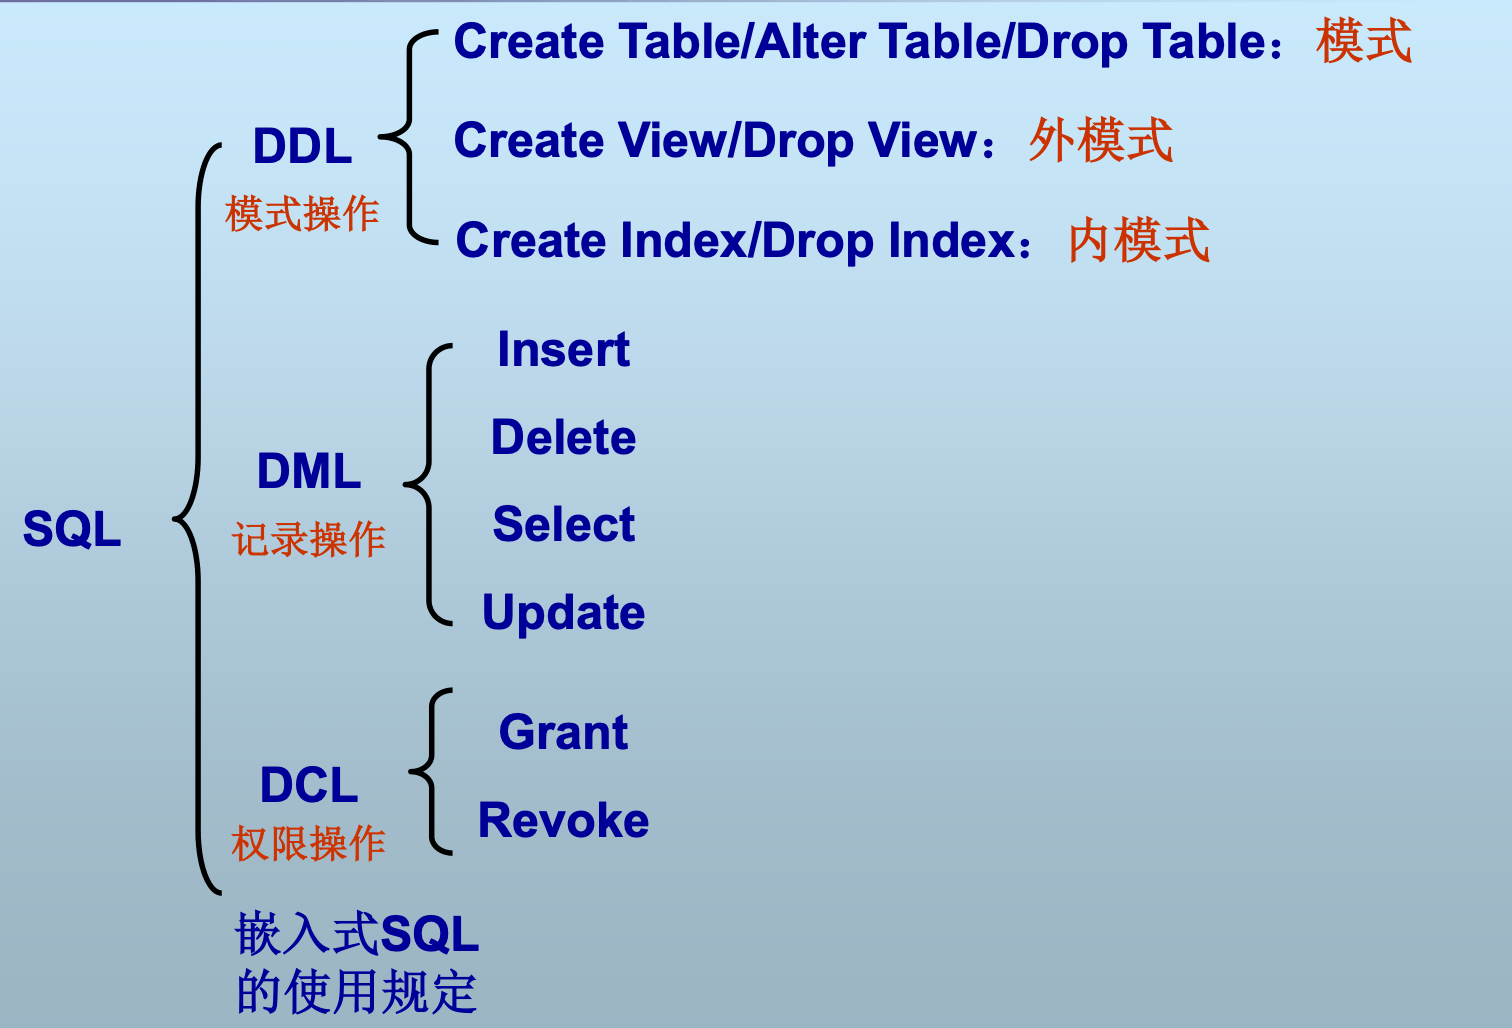 SQL
DDL
模式操作
Create Table/Alter Table/Drop Table：模式
Create View/Drop View：外模式
Create Index/Drop Index：内模式
DML
记录操作
Insert
Delete
Select
Update
DCL
权限操作
Grant
Revoke
嵌入式SQL
的使用规定